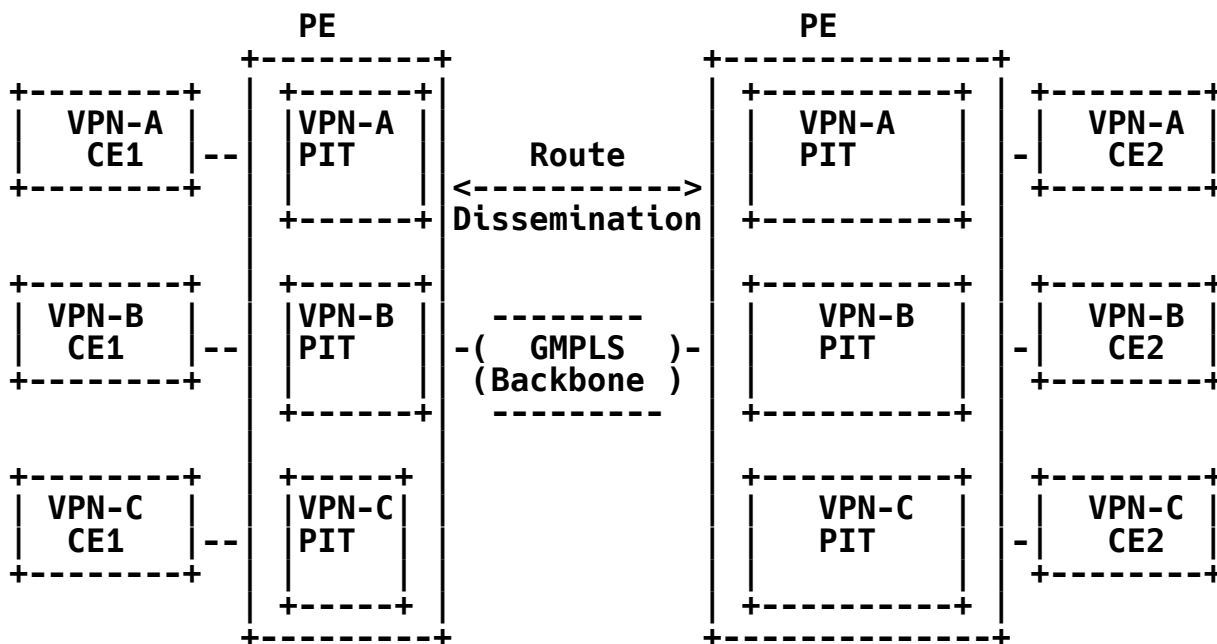 PE PE
VPN-A VPN-A VPN-A VPN-A
CE1 PIT Route PIT CE2
Dissemination
VPN-B VPN-B VPN-B VPN-B
CE1 PIT GMPLS PIT CE2
Backbone
VPN-C VPN-C VPN-C VPN-C
CE1 PIT PIT CE2